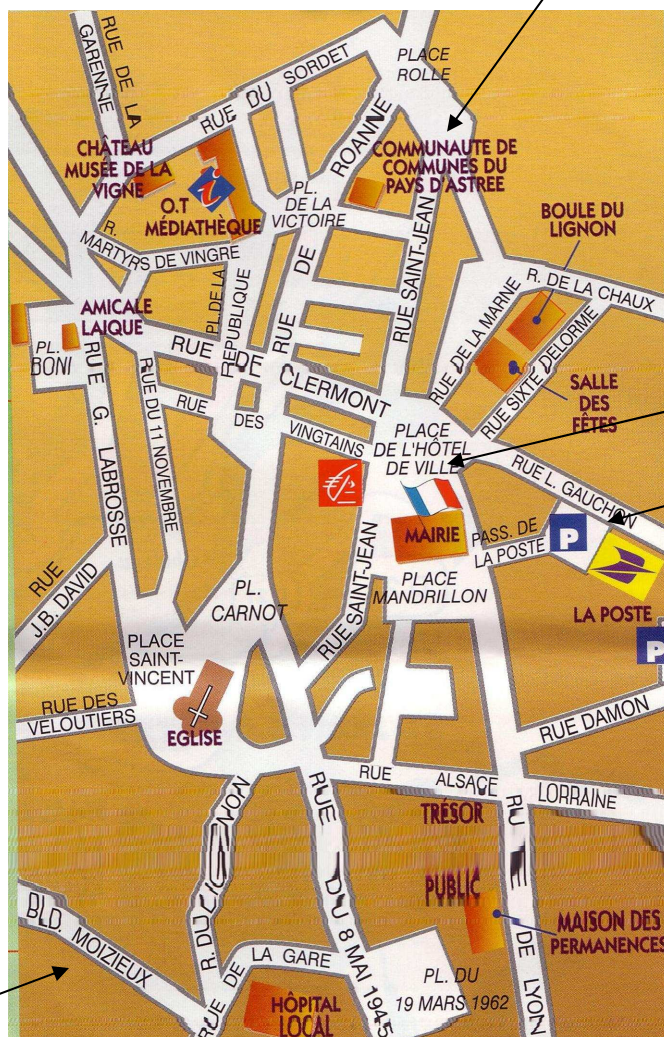 RUE DE LA
GARENNE
RUE DU SORDET
PLACE
ROLLE
CHÂTEAU
MUSÉE DE LA
VIGNE
O.T
MÉDIATHÈQUE
i
PL.
DE LA
VICTOIRE
RUE DE ROANNE
COMMUNAUTE DE
COMMUNES DU
PAYS D'ASTREE
BOULE DU
LIGNON
R.
MARTYRS DE VINGRE
PL. DE LA
REPUBLIQUE
RUE SAINT-JEAN
R. DE LA CHAUX
RUE DE LA MARNE
RUE SIXTE DELORME
AMICALE
LAIQUE
PL.
BONI
RUE DE CLERMONT
SALLE
DES
FÊTES
RUE G. LABROSSE
RUE DU 11 NOVEMBRE
RUE DES VINGTAINS
PLACE
DE L'HÔTEL
DE VILLE
RUE L. GAUCHON
MAIRIE
PASS. DE
LA POSTE
P
RUE
J.B. DAVID
PL.
CARNOT
RUE SAINT-JEAN
PLACE
MANDRILLON
LA POSTE
P
PLACE
SAINT-
VINCENT
RUE DES
VELOUTIERS
EGLISE
RUE DAMON
RUE ALSACE LORRAINE
TRÉSOR
PUBLIC
RUE DE LYON
MAISON DES
PERMANENCES
BLD. MOIZIEUX
RUE DU 8 MAI 1945
RUE DE LA GARE
PL. DU
19 MARS 1962
HÔPITAL
LOCAL